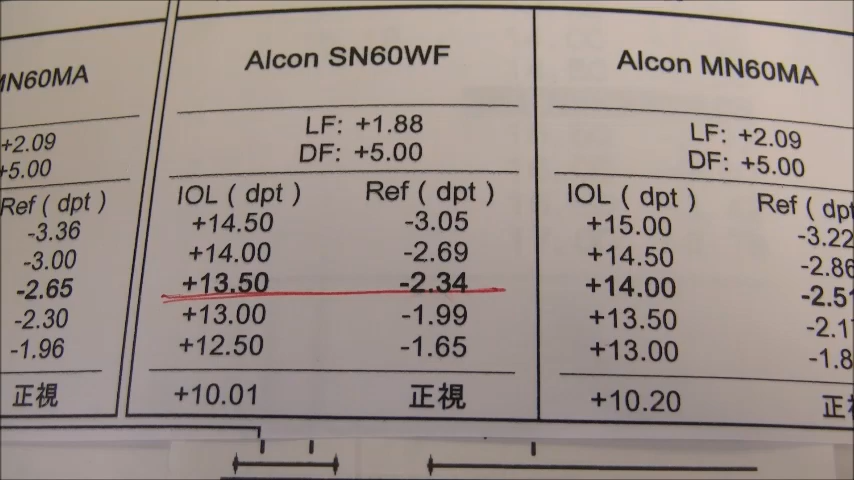 Alcon SN60WF
LF: +1.88
DF: +5.00
IOL ( dpt ) Ref ( dpt )
+14.50 -3.05
+14.00 -2.69
+13.50 -2.34
+13.00 -1.99
+12.50 -1.65
+10.01 正視
Alcon MN60MA
LF: +2.09
DF: +5.00
IOL ( dpt ) Ref
+15.00 -3.22
+14.50
+14.00
+13.50
+13.00
+10.20
+2.09
+5.00
Ref ( dpt )
-3.36
-3.00
-2.65
-2.30
-1.96
正視